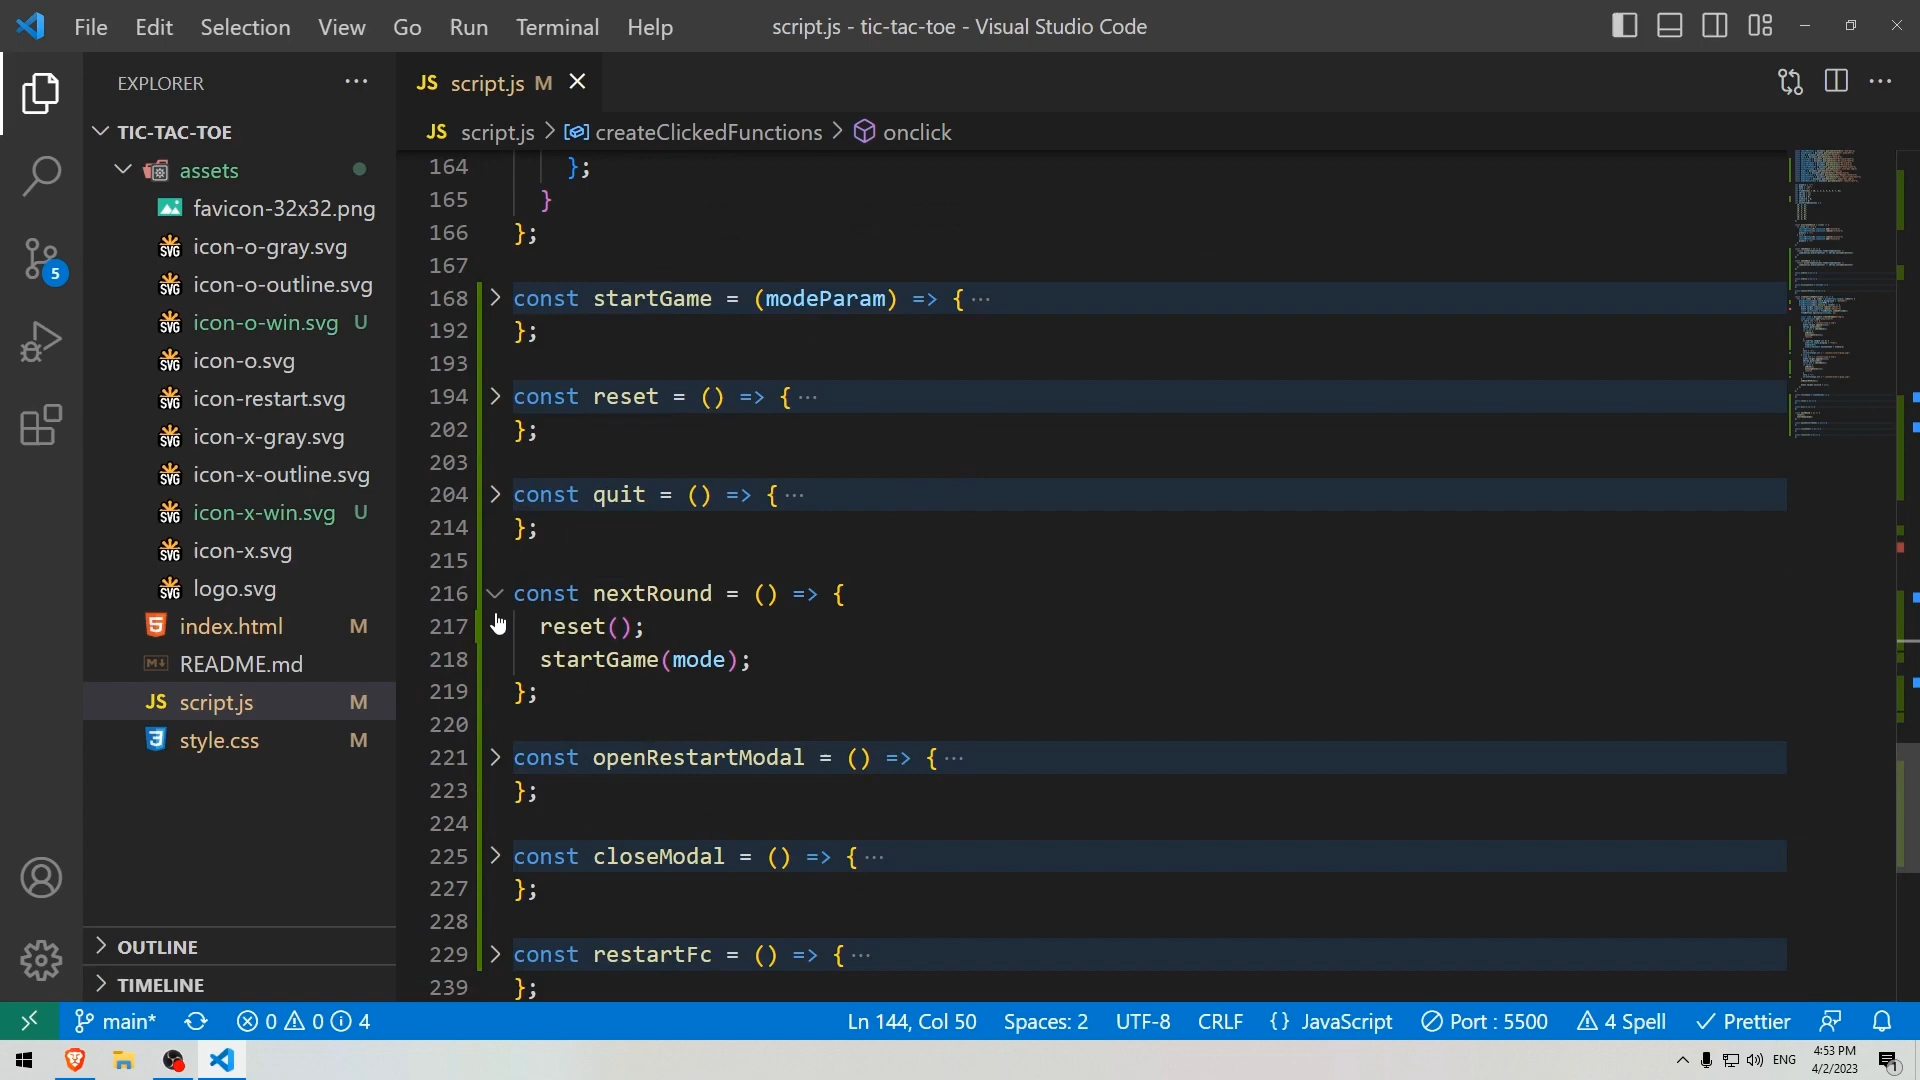 File Edit Selection View Go Run Terminal Help
script.js - tic-tac-toe - Visual Studio Code
EXPLORER
TIC-TAC-TOE
assets
favicon-32x32.png
icon-o-gray.svg
icon-o-outline.svg
icon-o-win.svg U
icon-o.svg
icon-restart.svg
icon-x-gray.svg
icon-x-outline.svg
icon-x-win.svg U
icon-x.svg
logo.svg
index.html M
README.md
JS script.js M
style.css M
OUTLINE
TIMELINE
5
JS script.js M
JS script.js > createClickedFunctions > onclick
164 };
165 }
166 };
167
168 const startGame = (modeParam) => { ...
192 };
193
194 const reset = () => { ...
202 };
203
204 const quit = () => { ...
214 };
215
216 const nextRound = () => {
217 reset();
218 startGame(mode);
219 };
220
221 const openRestartModal = () => { ...
223 };
224
225 const closeModal = () => { ...
227 };
228
229 const restartFc = () => { ...
239 };
main* 0 0 4 Ln 144, Col 50 Spaces: 2 UTF-8 CRLF {} JavaScript Port : 5500 4 Spell Prettier
ENG
4:53 PM
4/2/2023
1